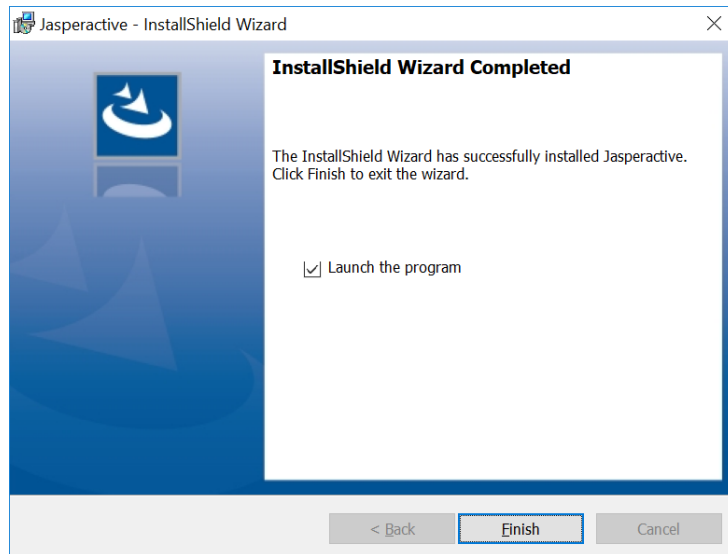 Jasperactive - InstallShield Wizard
InstallShield Wizard Completed
The InstallShield Wizard has successfully installed Jasperactive.
Click Finish to exit the wizard.
Launch the program
< Back
Finish
Cancel